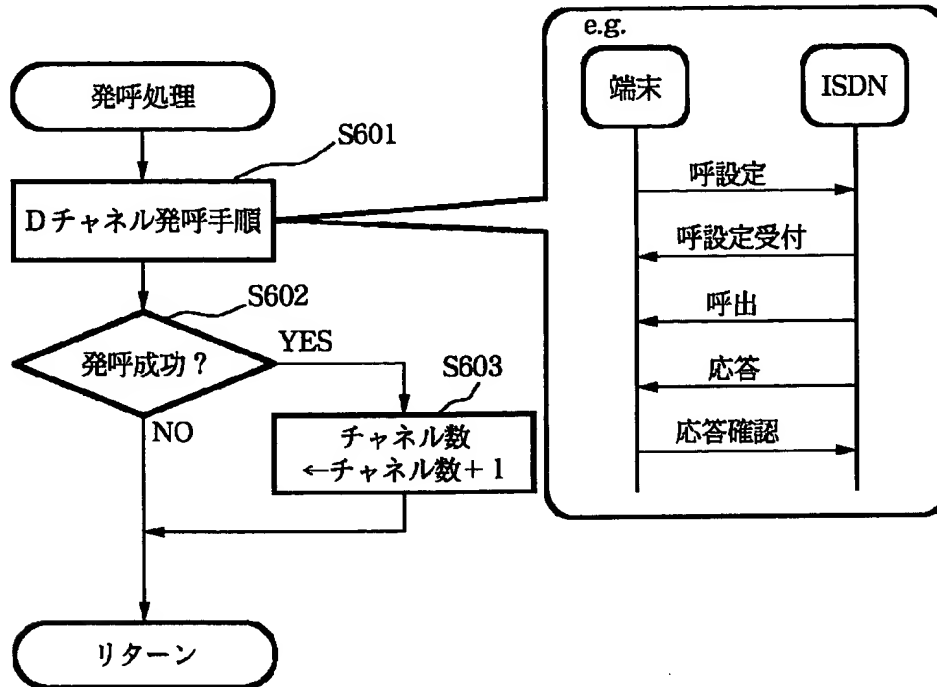 発呼処理
S601
Dチャネル発呼手順
S602
発呼成功？
YES
NO
S603
チャネル数
←チャネル数＋1
リターン
e.g.
端末
ISDN
呼設定
呼設定受付
呼出
応答
応答確認